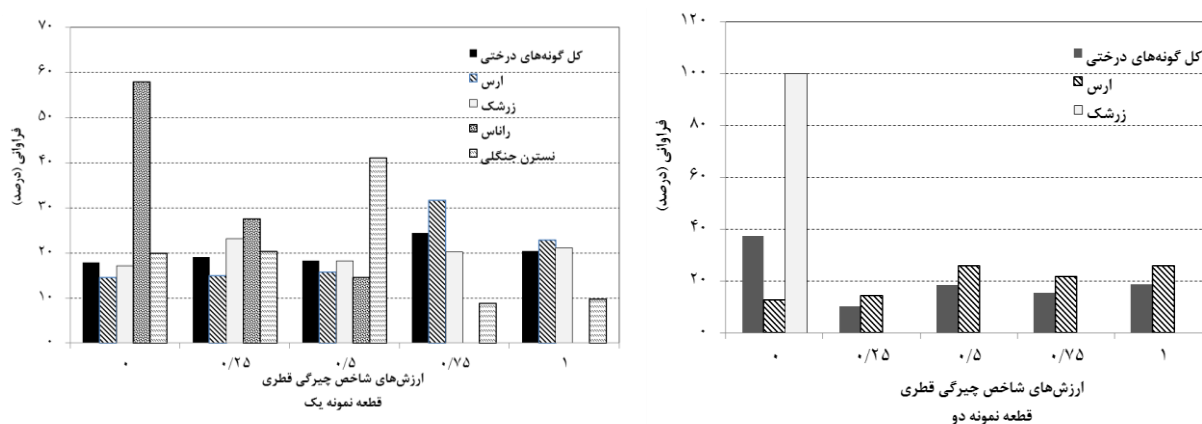 ۷۰
۶۰
۵۰
۴۰
۳۰
۲۰
۱۰
۰
فراوانی (درصد)
کل گونه‌های درختی
ارس
زرشک
راناس
نسترن جنگلی
۰ ۰/۲۵ ۰/۵ ۰/۷۵ ۱
ارزش‌های شاخص چیرگی قطری
قطعه نمونه یک
۱۲۰
۱۰۰
۸۰
۶۰
۴۰
۲۰
۰
فراوانی (درصد)
کل گونه‌های درختی
ارس
زرشک
۰ ۰/۲۵ ۰/۵ ۰/۷۵ ۱
ارزش‌های شاخص چیرگی قطری
قطعه نمونه دو